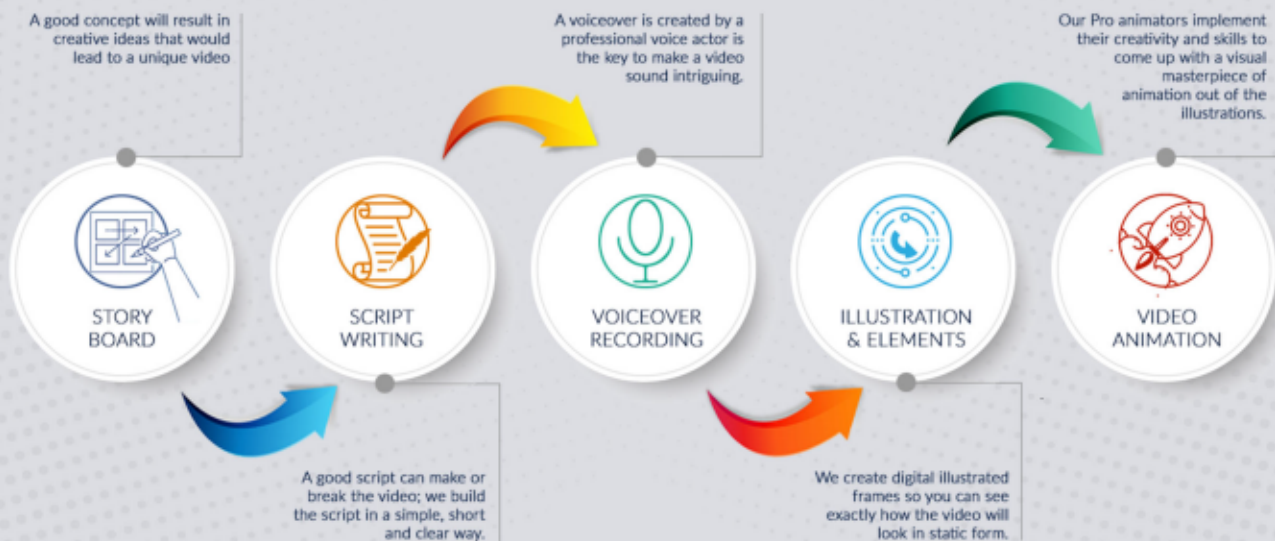 A good concept will result in
creative ideas that would
lead to a unique video
A voiceover is created by a
professional voice actor is
the key to make a video
sound intriguing.
Our Pro animators implement
their creativity and skills to
come up with a visual
masterpiece of
animation out of the
illustrations.
STORY
BOARD
SCRIPT
WRITING
VOICEOVER
RECORDING
ILLUSTRATION
& ELEMENTS
VIDEO
ANIMATION
A good script can make or
break the video; we build
the script in a simple, short
and clear way.
We create digital illustrated
frames so you can see
exactly how the video will
look in static form.